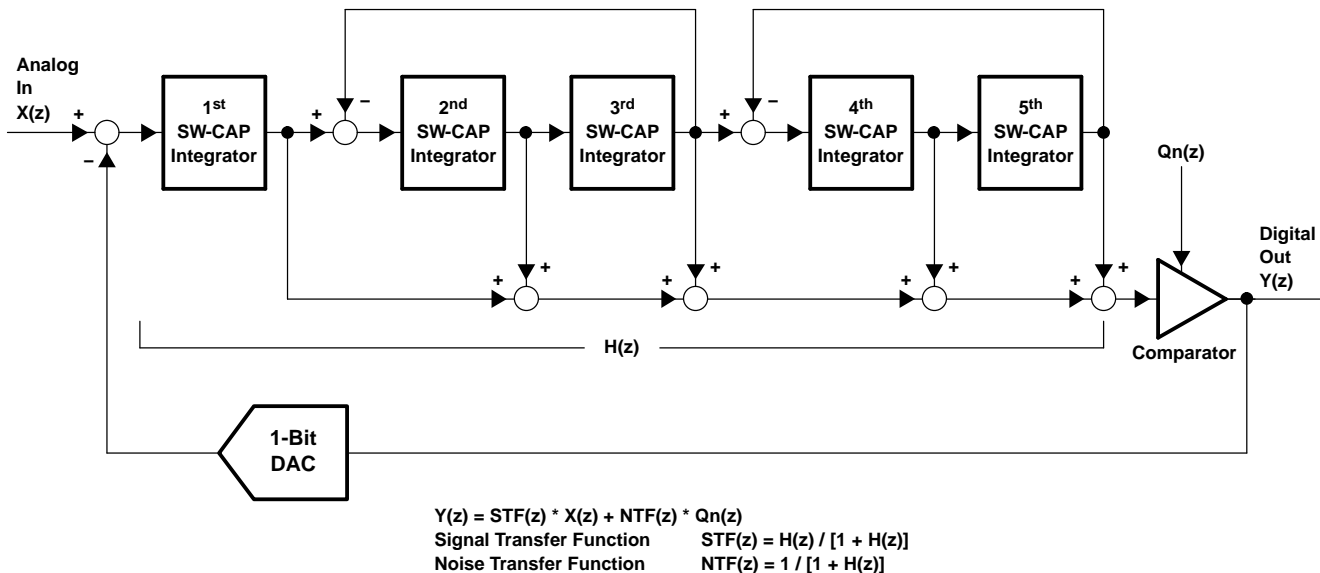 Analog
In
X(z)
+
−
1st
SW-CAP
Integrator
+
−
2nd
SW-CAP
Integrator
3rd
SW-CAP
Integrator
+
−
4th
SW-CAP
Integrator
5th
SW-CAP
Integrator
Qn(z)
Digital
Out
Y(z)
+
+
+
+
+
+
+
+
Comparator
H(z)
1-Bit
DAC
Y(z) = STF(z) * X(z) + NTF(z) * Qn(z)
Signal Transfer Function STF(z) = H(z) / [1 + H(z)]
Noise Transfer Function NTF(z) = 1 / [1 + H(z)]